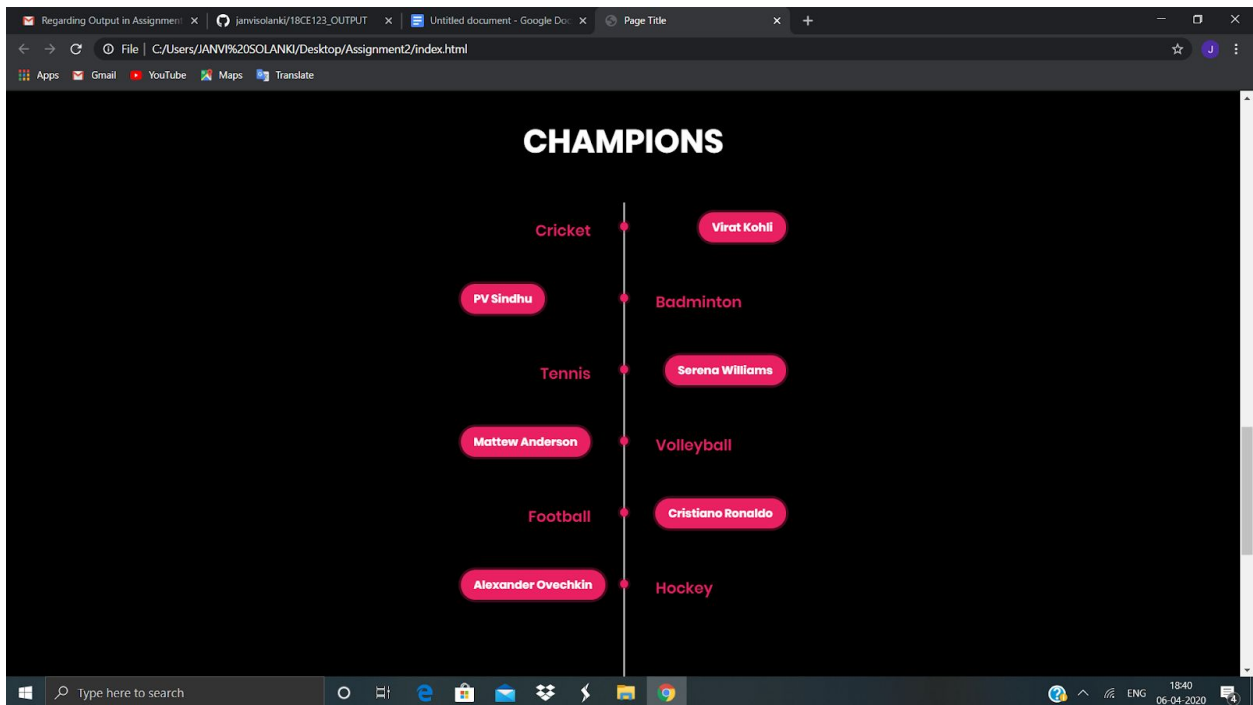 Regarding Output in Assignment
janvisolanki/18CE123_OUTPUT
Untitled document - Google Doc
Page Title
File | C:/Users/JANVI%20SOLANKI/Desktop/Assignment2/index.html
J
Apps Gmail YouTube Maps Translate
CHAMPIONS
Cricket Virat Kohli
PV Sindhu Badminton
Tennis Serena Williams
Mattew Anderson Volleyball
Football Cristiano Ronaldo
Alexander Ovechkin Hockey
Type here to search
ENG
18:40
06-04-2020
4